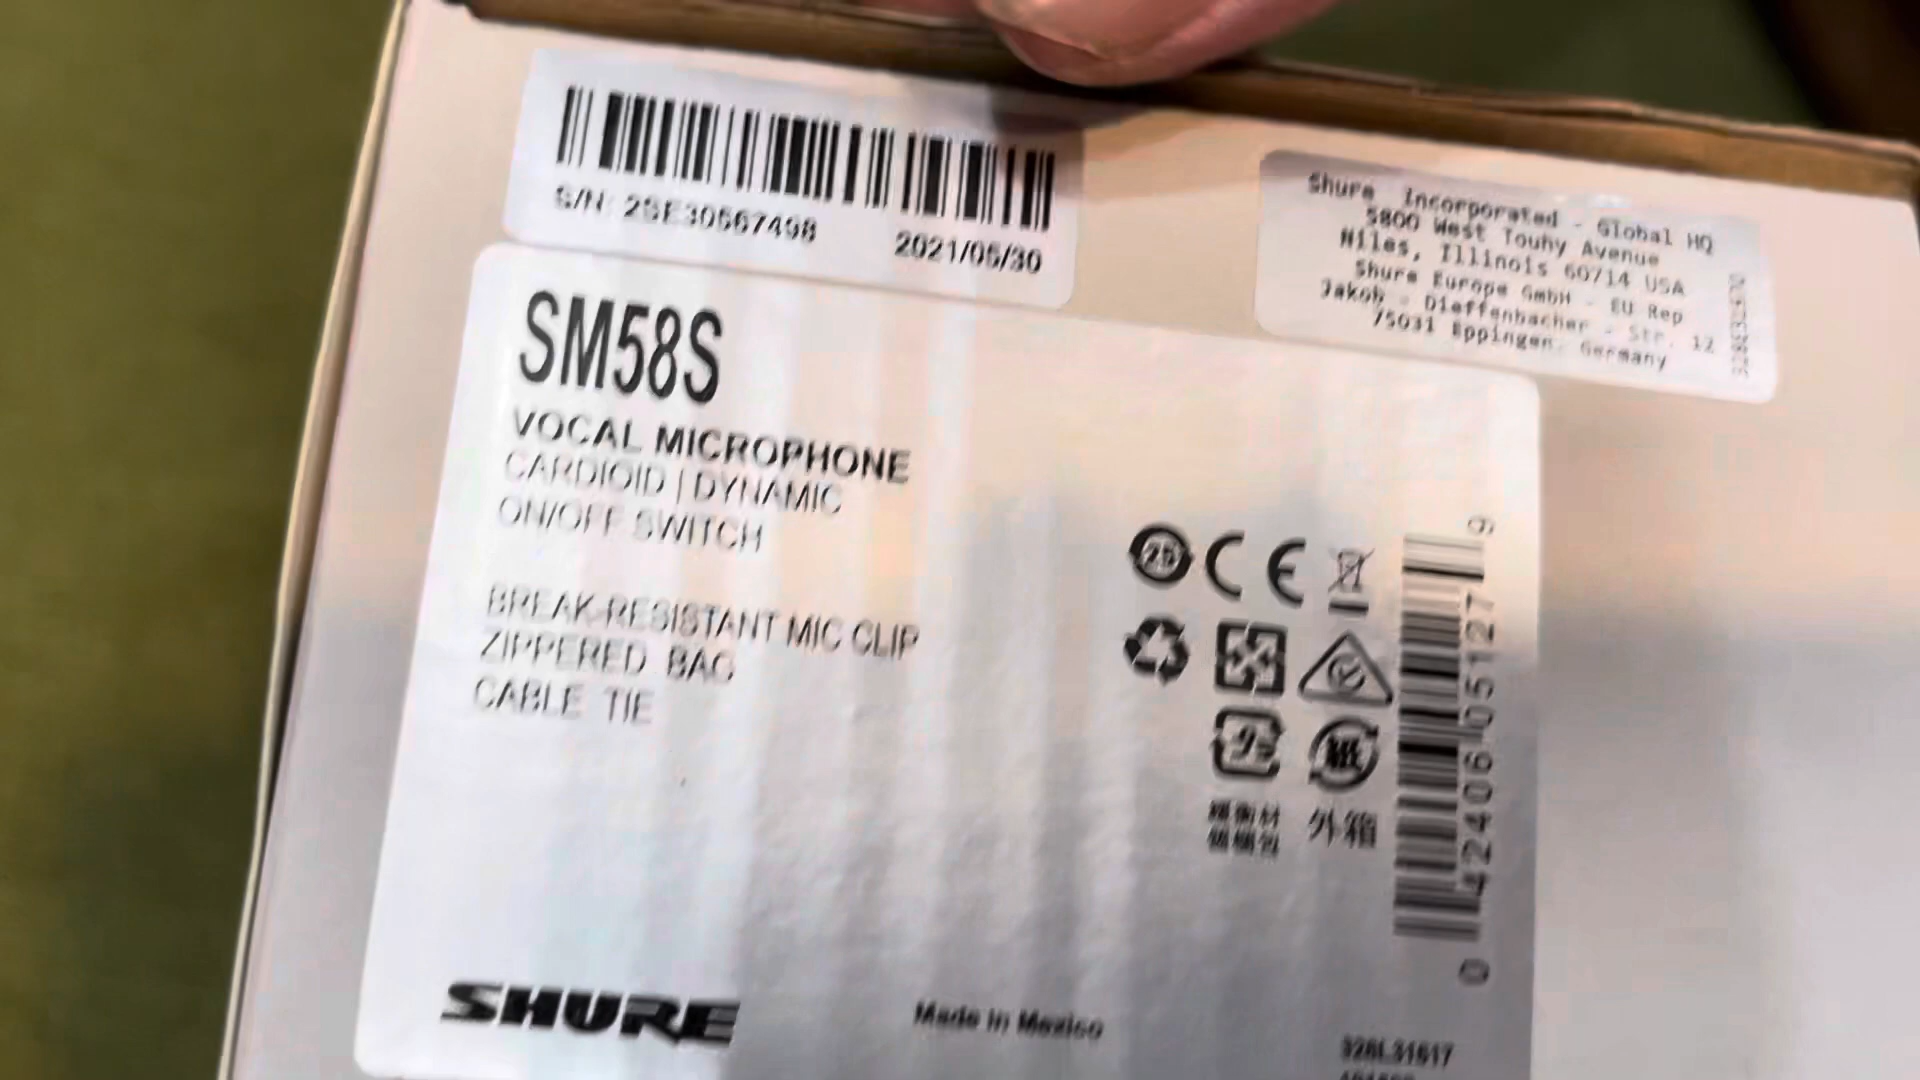 S/N: 2SE30567498 2021/05/30
Shure Incorporated - Global HQ
5800 West Touhy Avenue
Niles, Illinois 60714 USA
Shure Europe GmbH - EU Rep
Jakob - Dieffenbacher - Str. 12
75031 Eppingen Germany
SM58S
VOCAL MICROPHONE
CARDIOID | DYNAMIC
ON/OFF SWITCH
BREAK-RESISTANT MIC CLIP
ZIPPERED BAG
CABLE TIE
25
CE
紙
外箱
0 42406 05127 9
SHURE
Made in Mexico